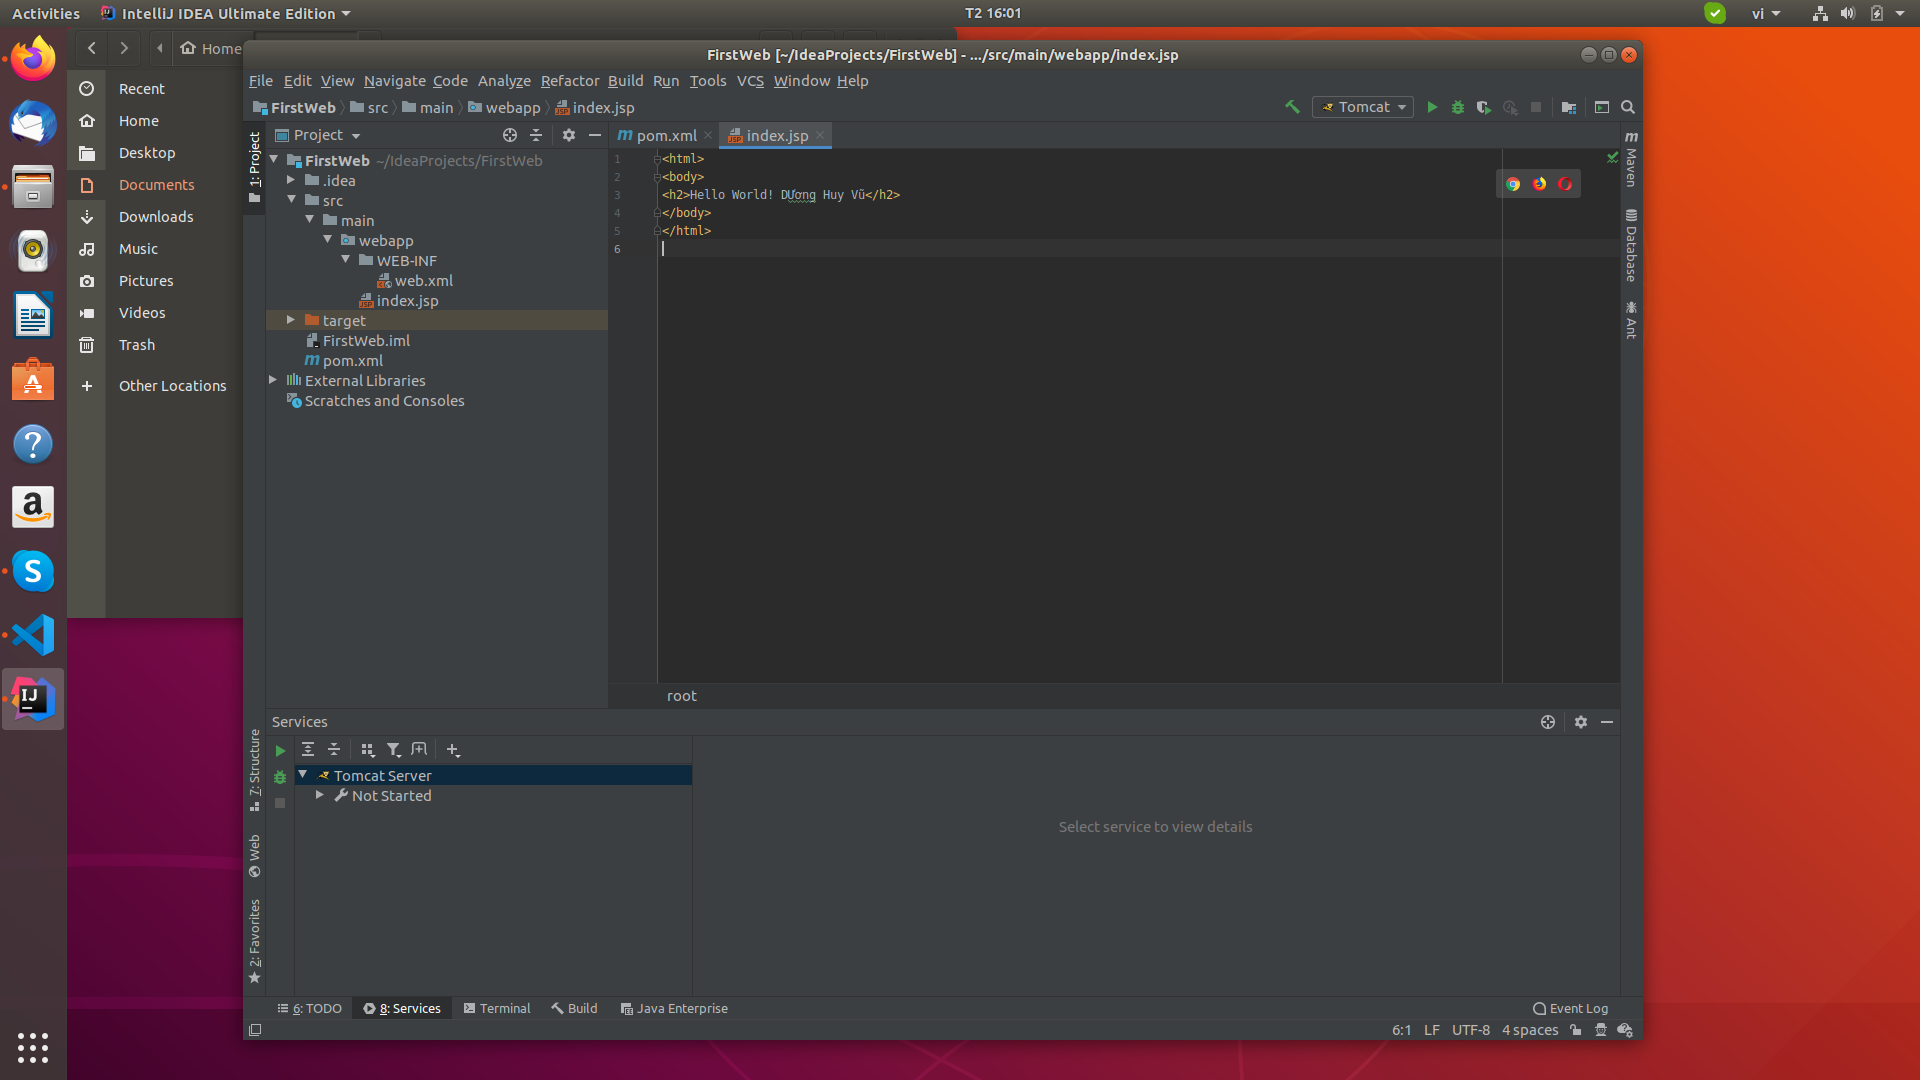 Activities
IntelliJ IDEA Ultimate Edition
T2 16:01
vi
Home
Recent
Home
Desktop
Documents
Downloads
Music
Pictures
Videos
Trash
Other Locations
FirstWeb [~/IdeaProjects/FirstWeb] - .../src/main/webapp/index.jsp
File Edit View Navigate Code Analyze Refactor Build Run Tools VCS Window Help
FirstWeb src main webapp index.jsp
Tomcat
1: Project
Project
FirstWeb ~/IdeaProjects/FirstWeb
.idea
src
main
webapp
WEB-INF
web.xml
index.jsp
target
FirstWeb.iml
pom.xml
External Libraries
Scratches and Consoles
pom.xml
index.jsp
1 <html>
2 <body>
3 <h2>Hello World! DƯơng Huy Vũ</h2>
4 </body>
5 </html>
6
root
Maven
Database
Ant
7: Structure
Web
2: Favorites
Services
Tomcat Server
Not Started
Select service to view details
6: TODO
8: Services
Terminal
Build
Java Enterprise
Event Log
6:1 LF UTF-8 4 spaces